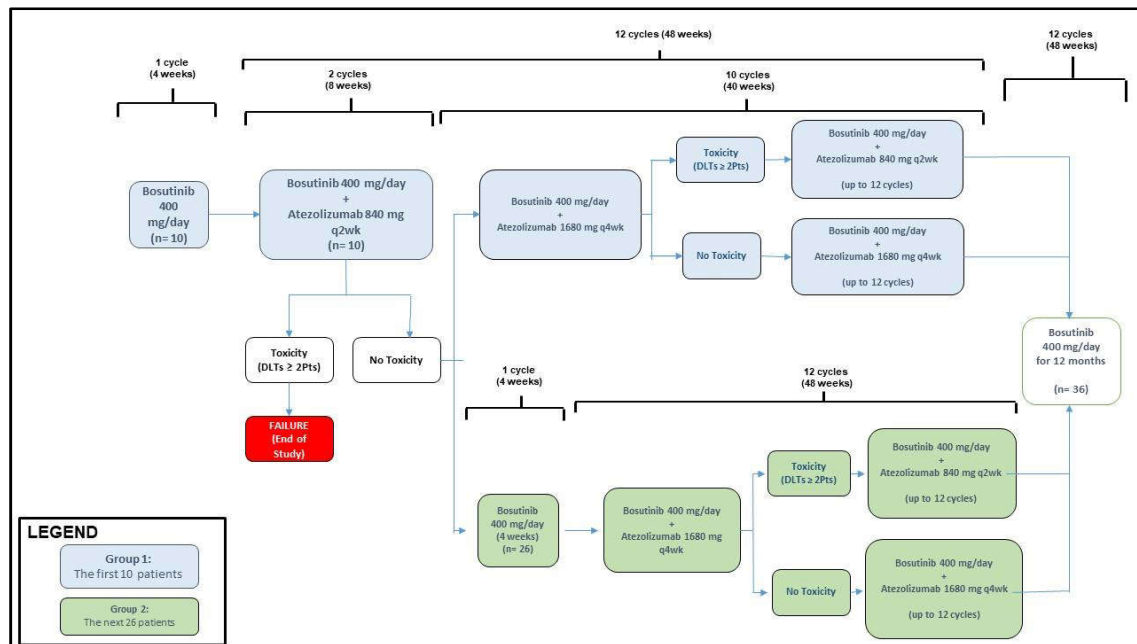 12 cycles (48 weeks)
12 cycles
(48 weeks)
1 cycle
(4 weeks)
2 cycles
(8 weeks)
10 cycles
(40 weeks)
Bosutinib
400
mg/day
(n= 10)
Bosutinib 400 mg/day
+
Atezolizumab 840 mg
q2wk
(n= 10)
Bosutinib 400 mg/day
+
Atezolizumab 1680 mg q4wk
Toxicity
(DLTs ≥ 2Pts)
Bosutinib 400 mg/day
+
Atezolizumab 840 mg q2wk
(up to 12 cycles)
No Toxicity
Bosutinib 400 mg/day
+
Atezolizumab 1680 mg q4wk
(up to 12 cycles)
Toxicity
(DLTs ≥ 2Pts)
No Toxicity
FAILURE
(End of
Study)
Bosutinib
400 mg/day
for 12 months
(n= 36)
1 cycle
(4 weeks)
12 cycles
(48 weeks)
Bosutinib
400 mg/day
(4 weeks)
(n= 26)
Bosutinib 400 mg/day
+
Atezolizumab 1680 mg
q4wk
Toxicity
(DLTs ≥ 2Pts)
Bosutinib 400 mg/day
+
Atezolizumab 840 mg q2wk
(up to 12 cycles)
No Toxicity
Bosutinib 400 mg/day
+
Atezolizumab 1680 mg q4wk
(up to 12 cycles)
LEGEND
Group 1:
The first 10 patients
Group 2:
The next 26 patients